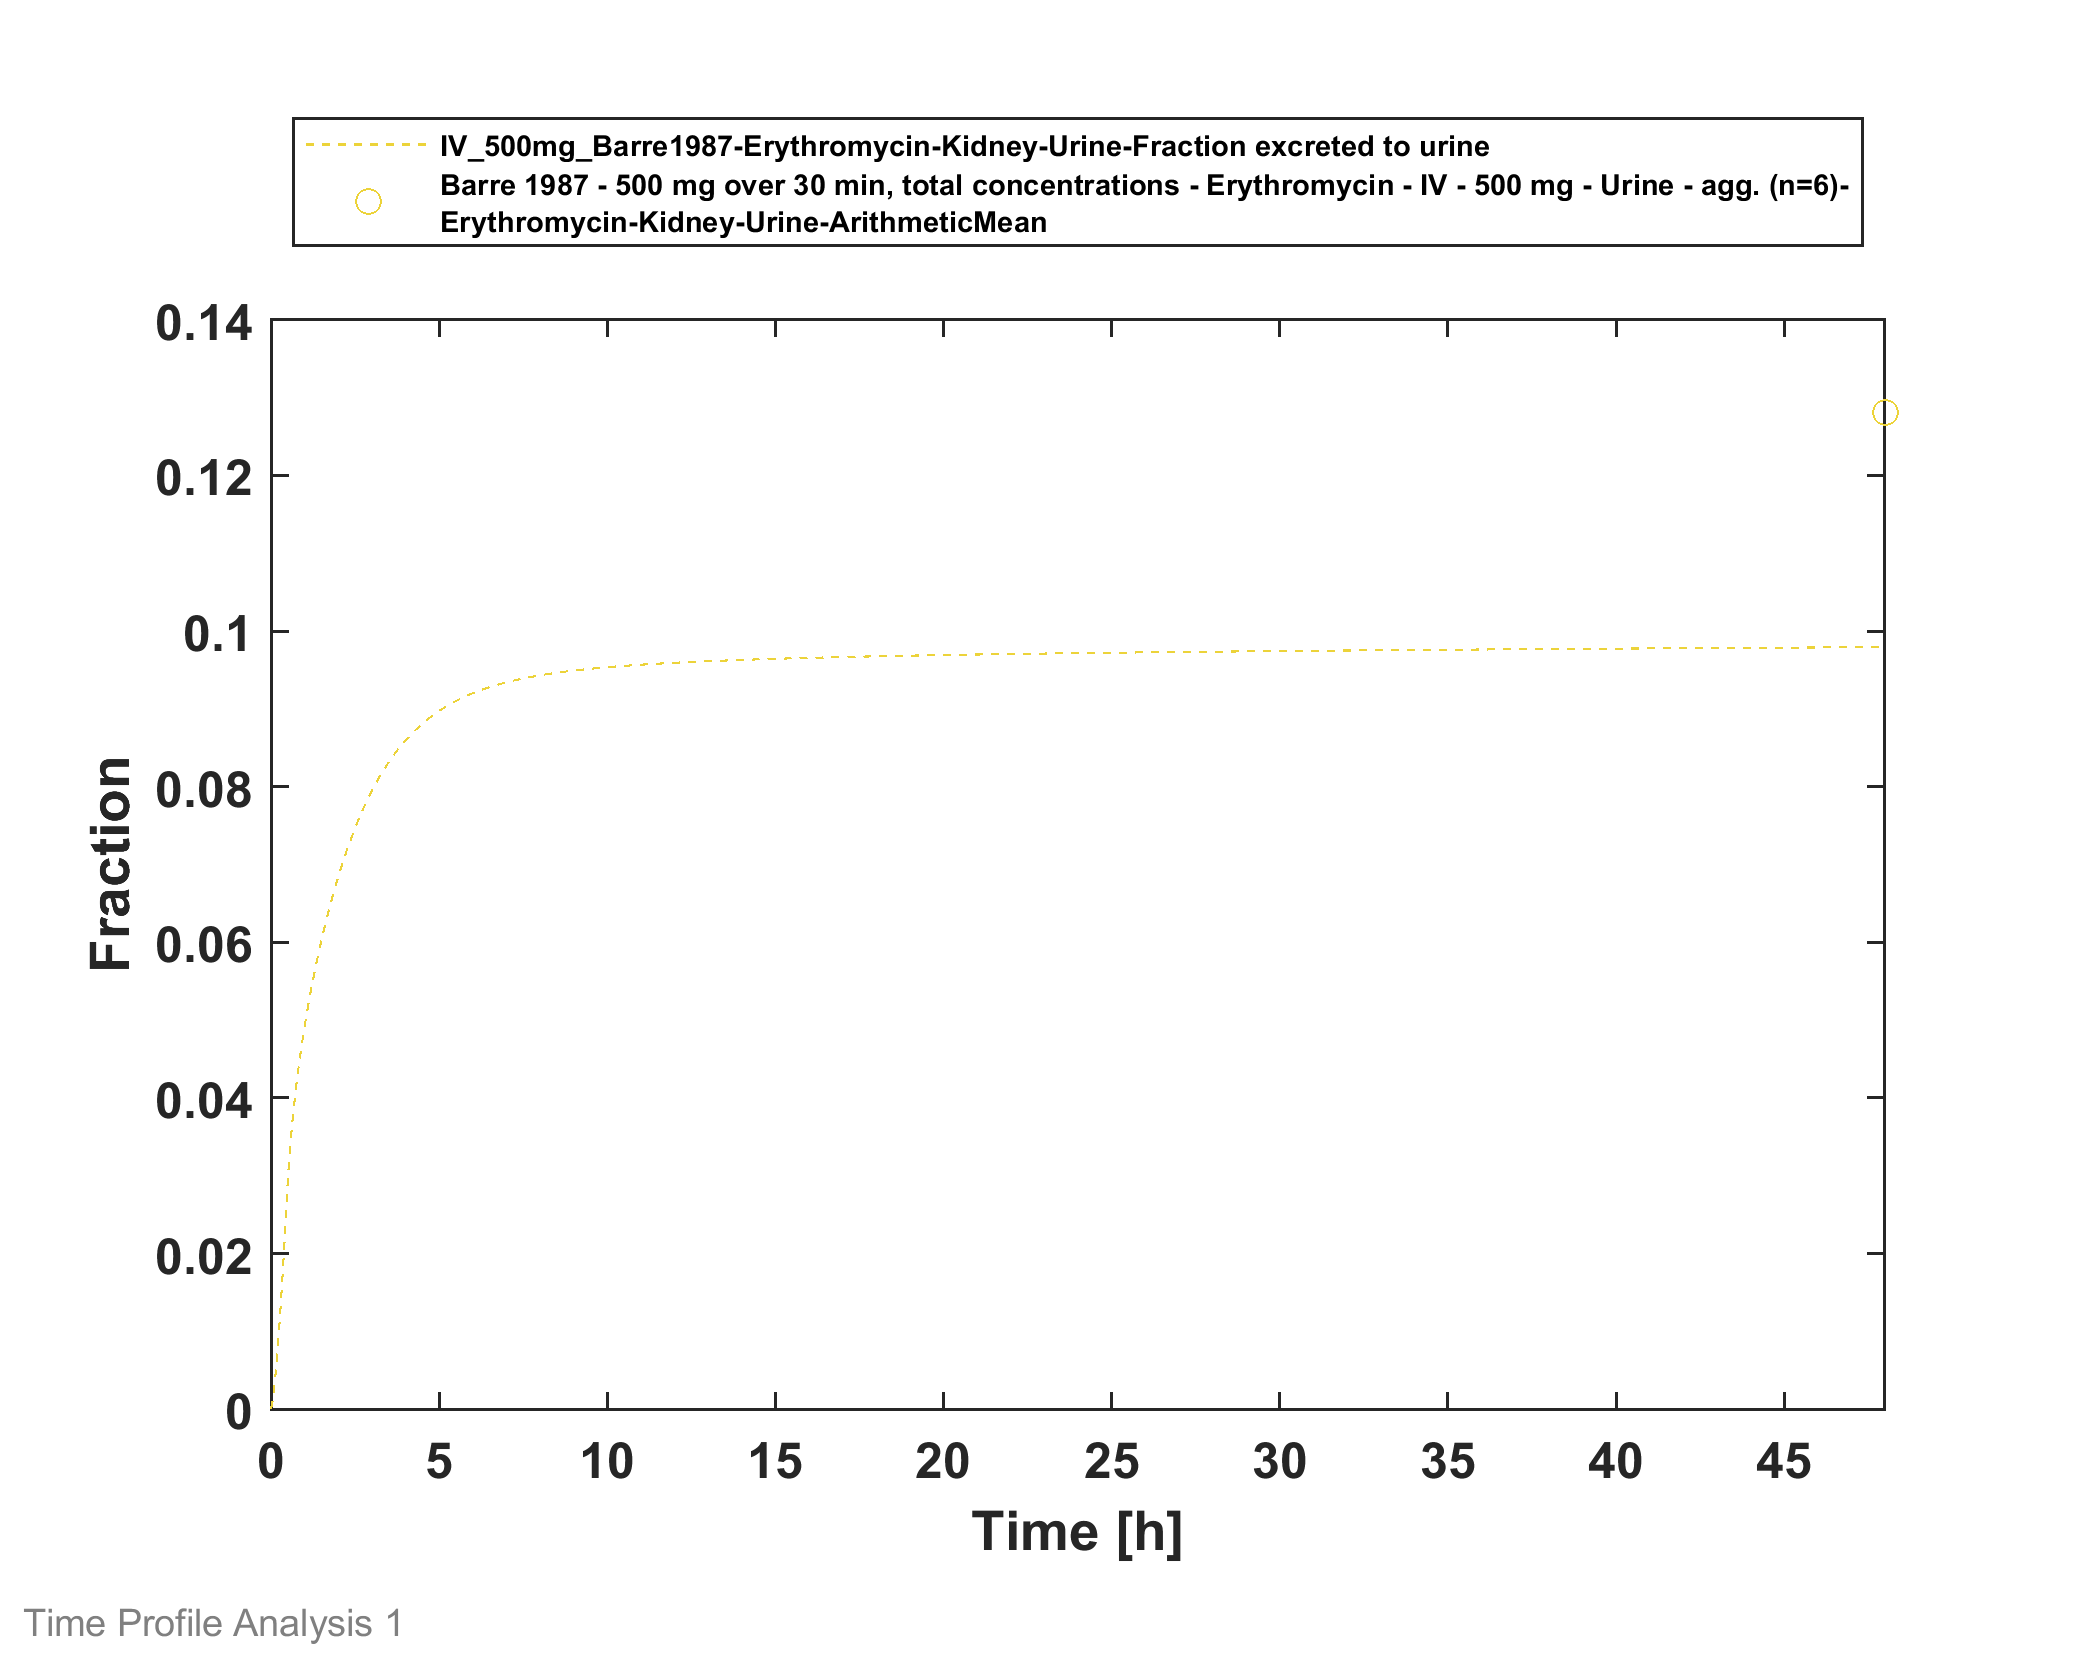 IV_500mg_Barre1987-Erythromycin-Kidney-Urine-Fraction excreted to urine
Barre 1987 - 500 mg over 30 min, total concentrations - Erythromycin - IV - 500 mg - Urine - agg. (n=6)-
Erythromycin-Kidney-Urine-ArithmeticMean
0.14
0.12
0.1
0.08
0.06
0.04
0.02
0
Fraction
0 5 10 15 20 25 30 35 40 45
Time [h]
Time Profile Analysis 1